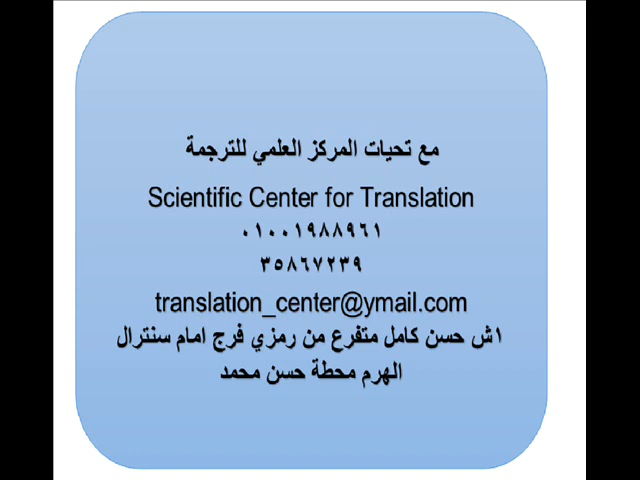 مع تحيات المركز العلمي للترجمة
Scientific Center for Translation
٠١٠٠١٩٨٨٩٦١
٣٥٨٦٧٢٣٩
translation_center@ymail.com
١ش حسن كامل متفرع من رمزي فرج امام سنترال
الهرم محطة حسن محمد